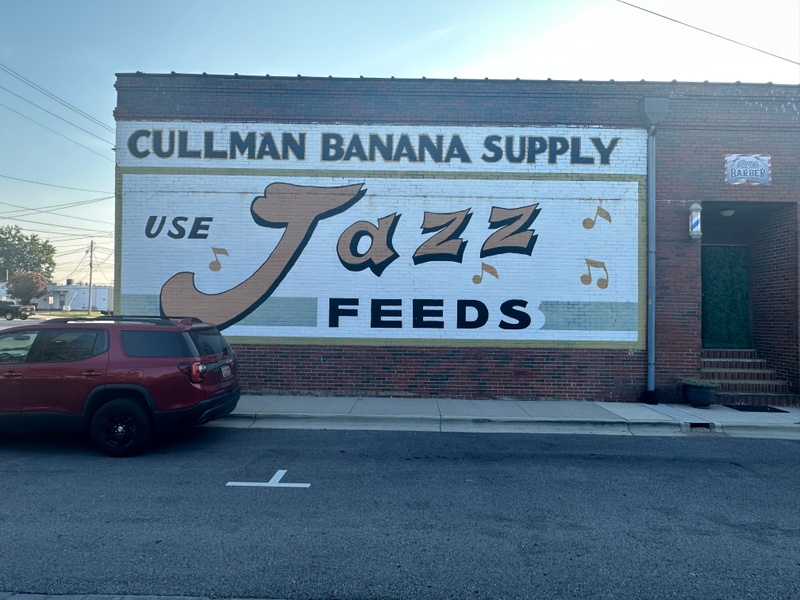 CULLMAN BANANA SUPPLY
USE
Jazz
FEEDS
BARBER